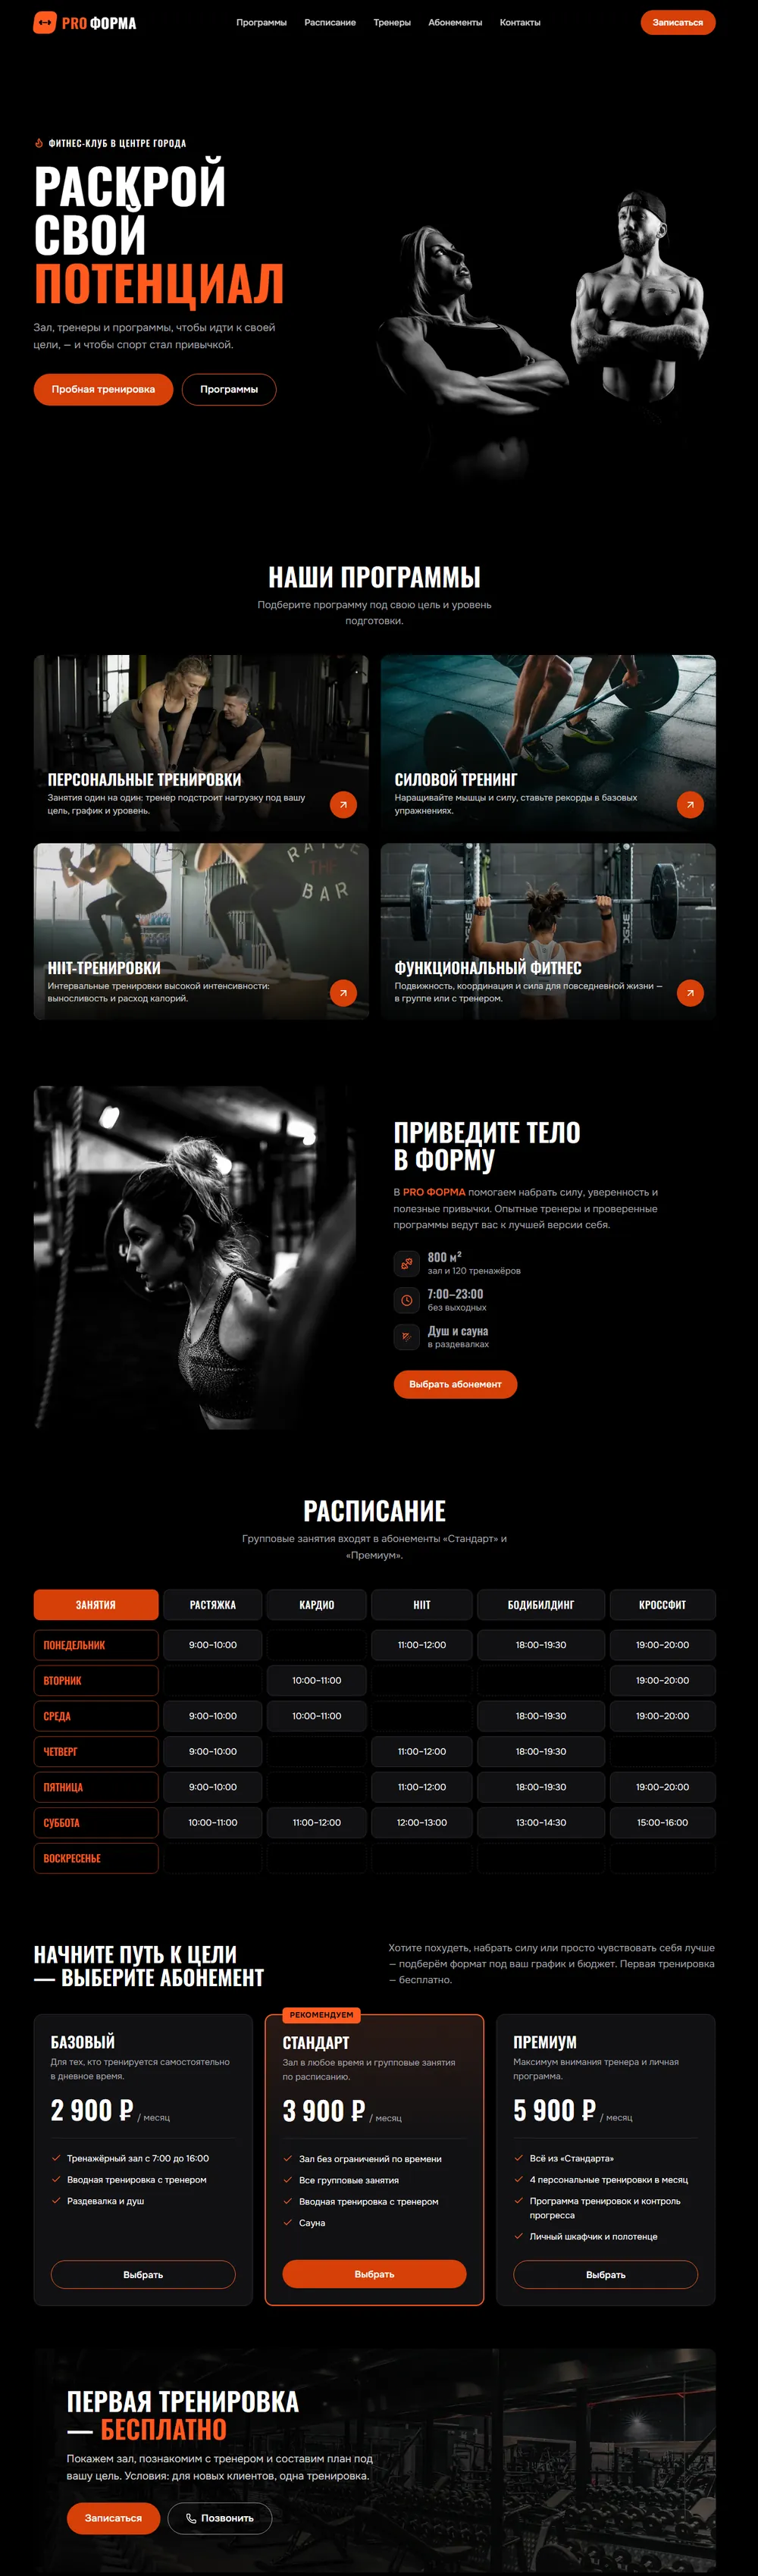 PRO ФОРМА
Программы
Расписание
Тренеры
Абонементы
Контакты
Записаться
ФИТНЕС-КЛУБ В ЦЕНТРЕ ГОРОДА
РАСКРОЙ
СВОЙ
ПОТЕНЦИАЛ
Зал, тренеры и программы, чтобы идти к своей
цели, — и чтобы спорт стал привычкой.
Пробная тренировка
Программы
НАШИ ПРОГРАММЫ
Подберите программу под свою цель и уровень
подготовки.
ПЕРСОНАЛЬНЫЕ ТРЕНИРОВКИ
Занятия один на один: тренер подстроит нагрузку под вашу
цель, график и уровень.
СИЛОВОЙ ТРЕНИНГ
Наращивайте мышцы и силу, ставьте рекорды в базовых
упражнениях.
THE
BAR
HIIT-ТРЕНИРОВКИ
Интервальные тренировки высокой интенсивности:
выносливость и расход калорий.
ФУНКЦИОНАЛЬНЫЙ ФИТНЕС
Подвижность, координация и сила для повседневной жизни —
в группе или с тренером.
ПРИВЕДИТЕ ТЕЛО
В ФОРМУ
В PRO ФОРМА помогаем набрать силу, уверенность и
полезные привычки. Опытные тренеры и проверенные
программы ведут вас к лучшей версии себя.
800 м²
зал и 120 тренажёров
7:00–23:00
без выходных
Душ и сауна
в раздевалках
Выбрать абонемент
РАСПИСАНИЕ
Групповые занятия входят в абонементы «Стандарт» и
«Премиум».
ЗАНЯТИЯ РАСТЯЖКА КАРДИО HIIT БОДИБИЛДИНГ КРОССФИТ
ПОНЕДЕЛЬНИК 9:00–10:00 11:00–12:00 18:00–19:30 19:00–20:00
ВТОРНИК 10:00–11:00 19:00–20:00
СРЕДА 9:00–10:00 10:00–11:00 18:00–19:30 19:00–20:00
ЧЕТВЕРГ 9:00–10:00 11:00–12:00 18:00–19:30
ПЯТНИЦА 9:00–10:00 11:00–12:00 18:00–19:30 19:00–20:00
СУББОТА 10:00–11:00 11:00–12:00 12:00–13:00 13:00–14:30 15:00–16:00
ВОСКРЕСЕНЬЕ
НАЧНИТЕ ПУТЬ К ЦЕЛИ
— ВЫБЕРИТЕ АБОНЕМЕНТ
Хотите похудеть, набрать силу или просто чувствовать себя лучше
— подберём формат под ваш график и бюджет. Первая тренировка
— бесплатно.
БАЗОВЫЙ
Для тех, кто тренируется самостоятельно
в дневное время.
2 900 ₽ / месяц
Тренажёрный зал с 7:00 до 16:00
Вводная тренировка с тренером
Раздевалка и душ
Выбрать
РЕКОМЕНДУЕМ
СТАНДАРТ
Зал в любое время и групповые занятия
по расписанию.
3 900 ₽ / месяц
Зал без ограничений по времени
Все групповые занятия
Вводная тренировка с тренером
Сауна
Выбрать
ПРЕМИУМ
Максимум внимания тренера и личная
программа.
5 900 ₽ / месяц
Всё из «Стандарта»
4 персональные тренировки в месяц
Программа тренировок и контроль
прогресса
Личный шкафчик и полотенце
Выбрать
ПЕРВАЯ ТРЕНИРОВКА
— БЕСПЛАТНО
Покажем зал, познакомим с тренером и составим план под
вашу цель. Условия: для новых клиентов, одна тренировка.
Записаться
Позвонить